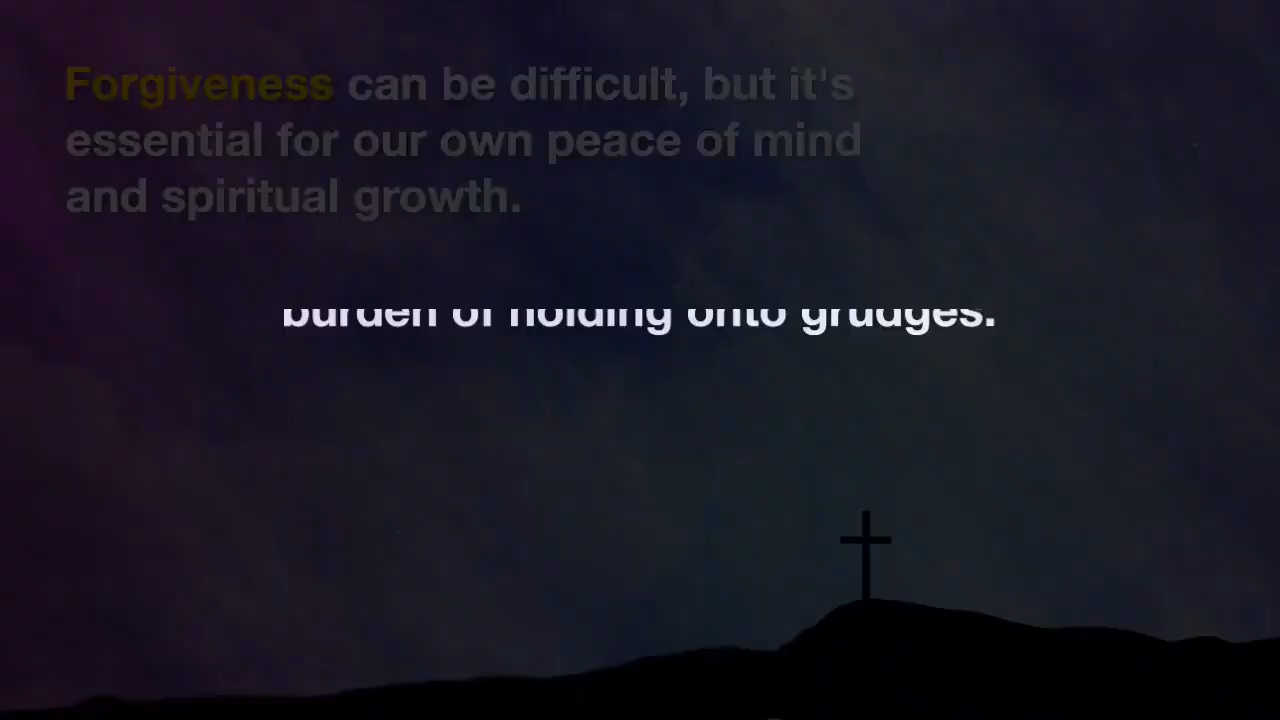 Forgiveness can be difficult, but it's
essential for our own peace of mind
and spiritual growth.
burden of holding onto grudges.